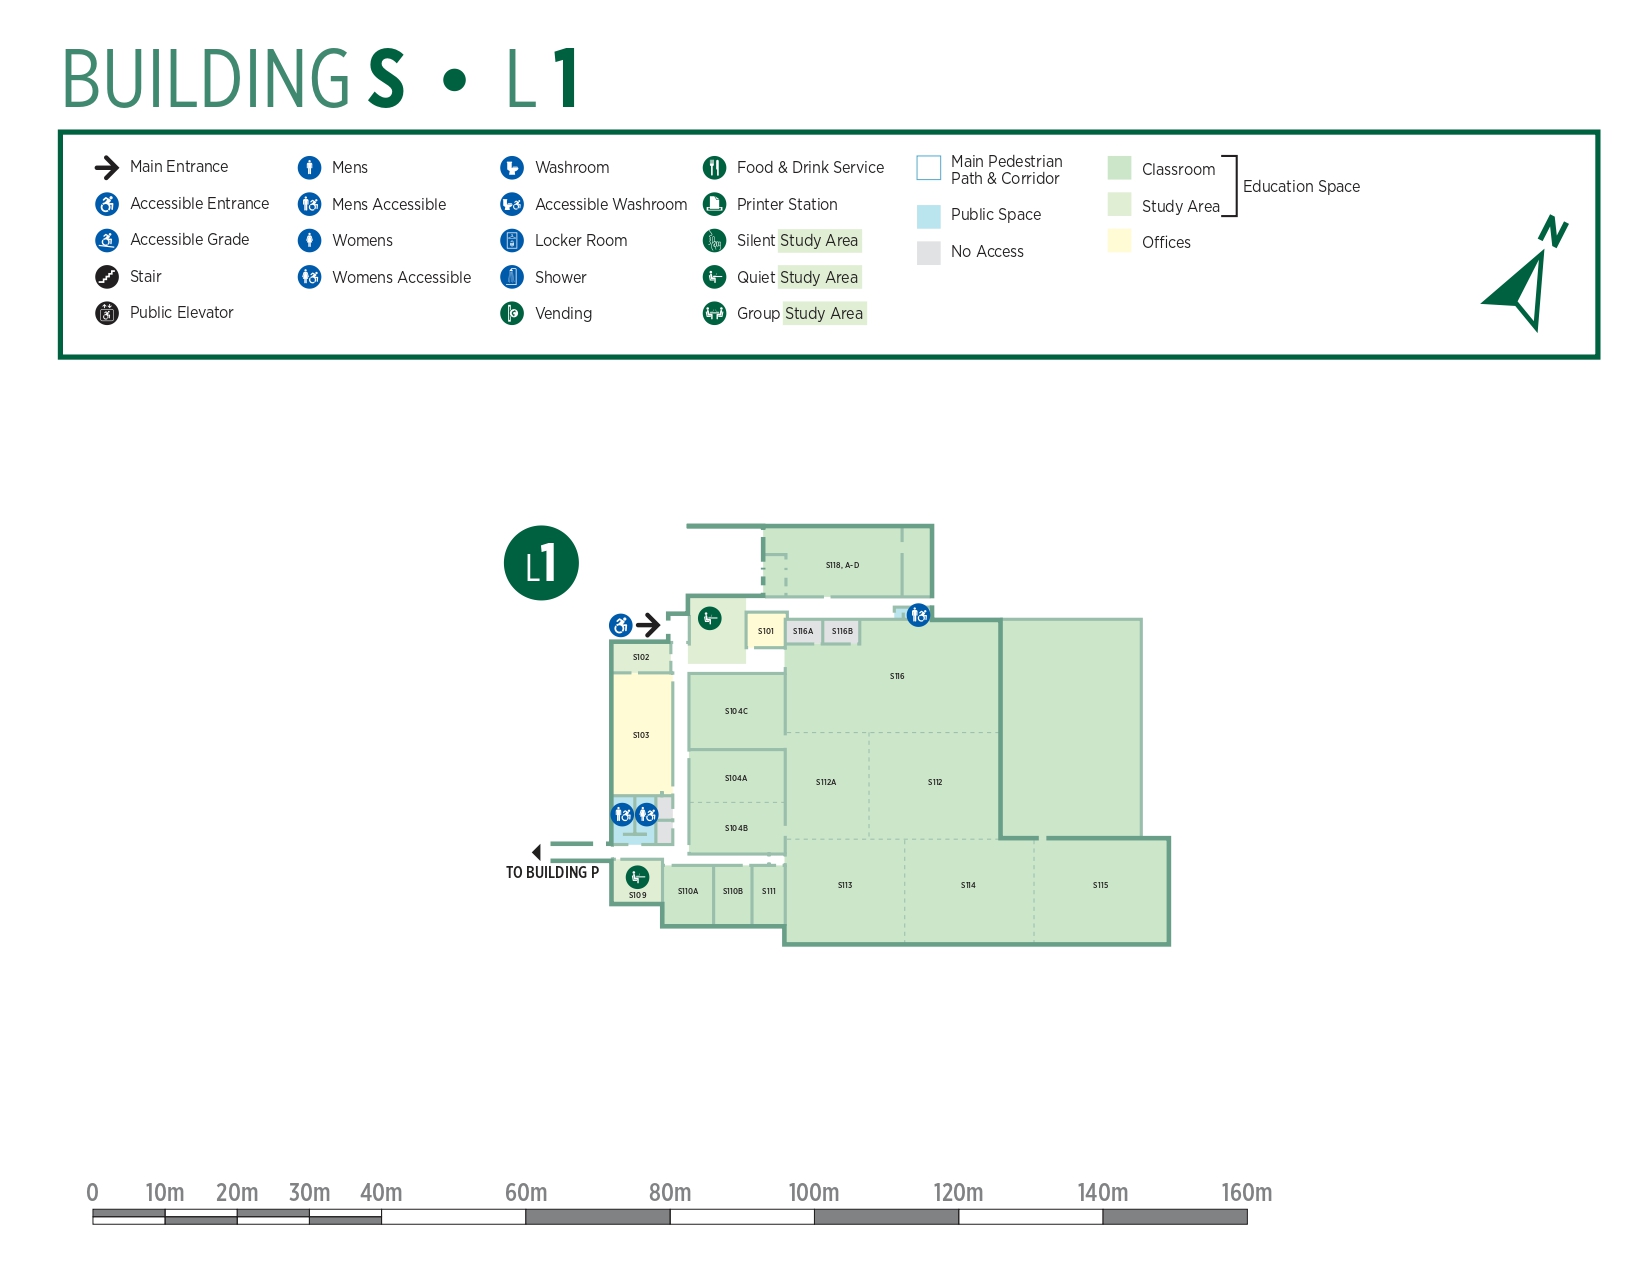 BUILDING S • L 1
Main Entrance
Accessible Entrance
Accessible Grade
Stair
Public Elevator
Mens
Mens Accessible
Womens
Womens Accessible
Washroom
Accessible Washroom
Locker Room
Shower
Vending
Food & Drink Service
Printer Station
Silent Study Area
Quiet Study Area
Group Study Area
Main Pedestrian
Path & Corridor
Public Space
No Access
Classroom
Study Area
Offices
Education Space
N
L1
S118, A-D
S101
S116A
S116B
S102
S116
S104C
S103
S104A
S112A
S112
S104B
TO BUILDING P
S109
S110A
S110B
S111
S113
S114
S115
0
10m
20m
30m
40m
60m
80m
100m
120m
140m
160m